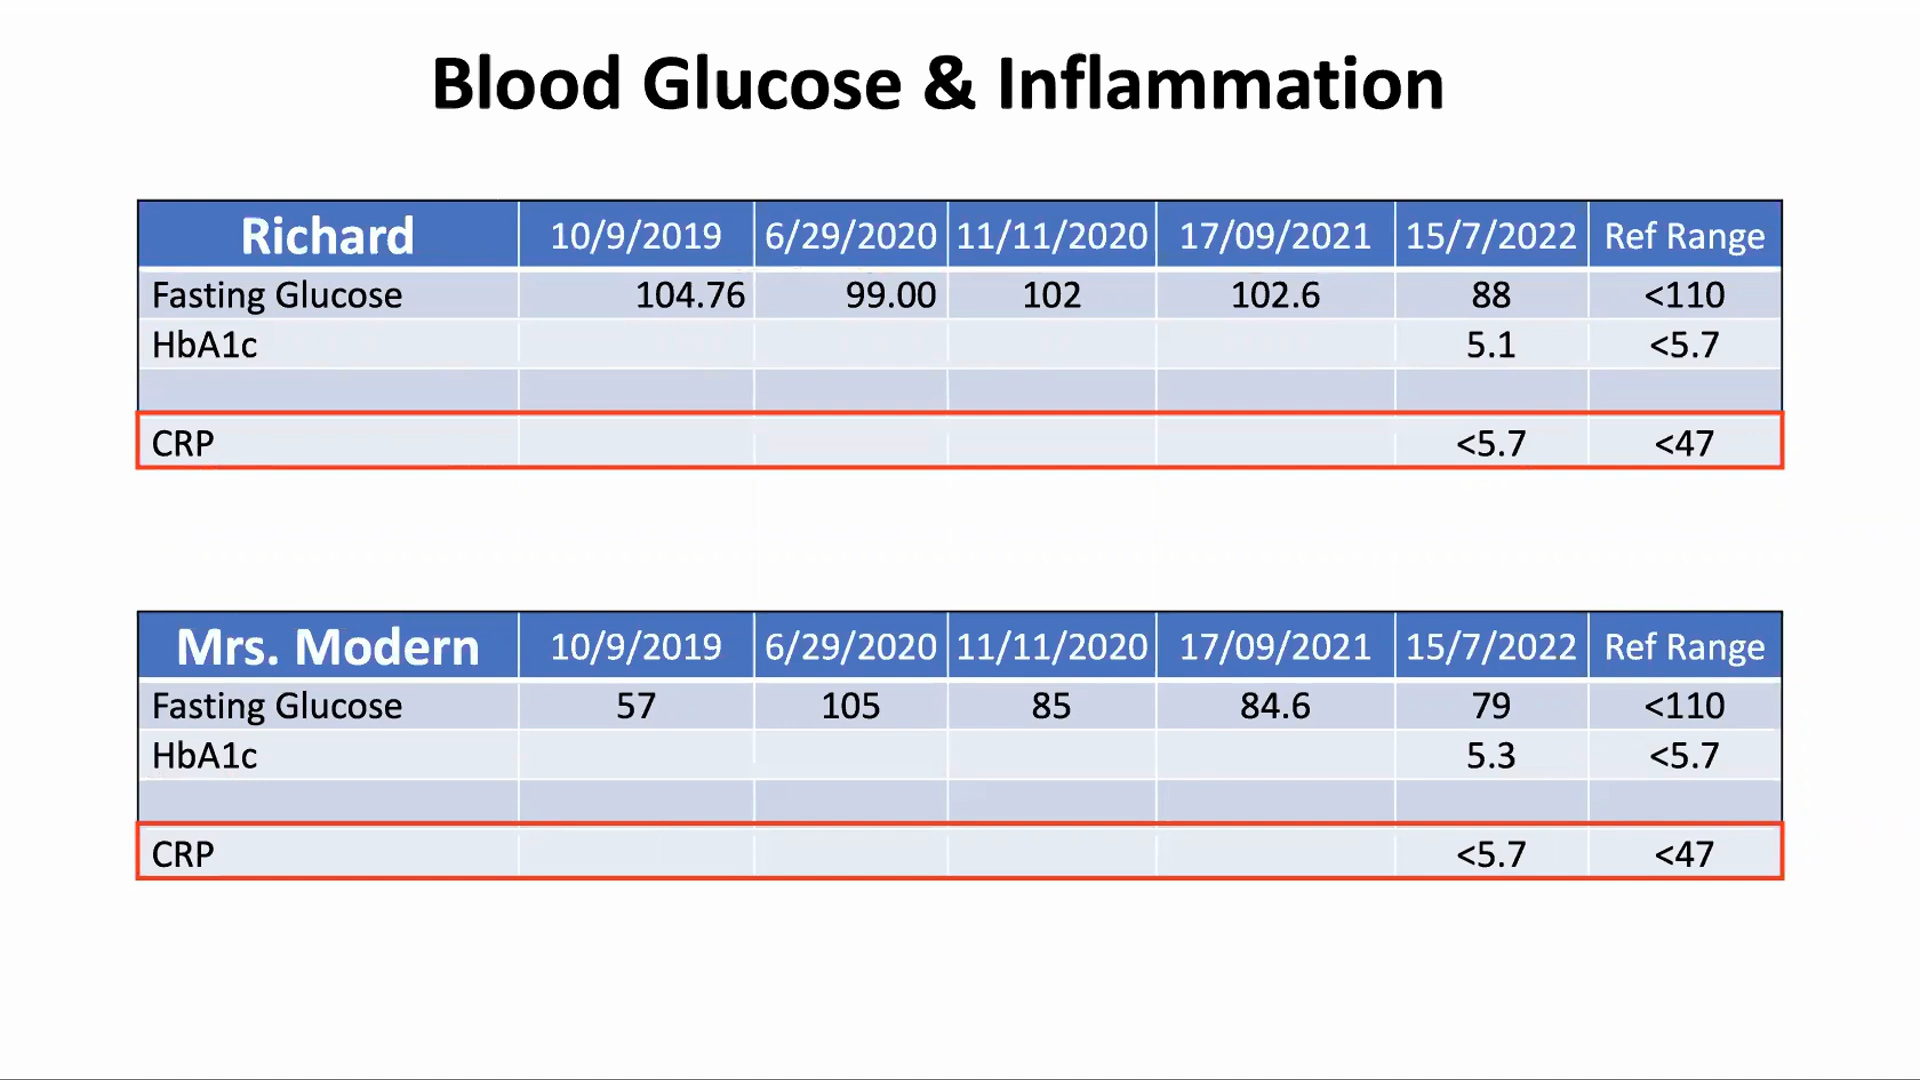 Blood Glucose & Inflammation
Richard 10/9/2019 6/29/2020 11/11/2020 17/09/2021 15/7/2022 Ref Range
Fasting Glucose 104.76 99.00 102 102.6 88 <110
HbA1c 5.1 <5.7
CRP <5.7 <47
Mrs. Modern 10/9/2019 6/29/2020 11/11/2020 17/09/2021 15/7/2022 Ref Range
Fasting Glucose 57 105 85 84.6 79 <110
HbA1c 5.3 <5.7
CRP <5.7 <47